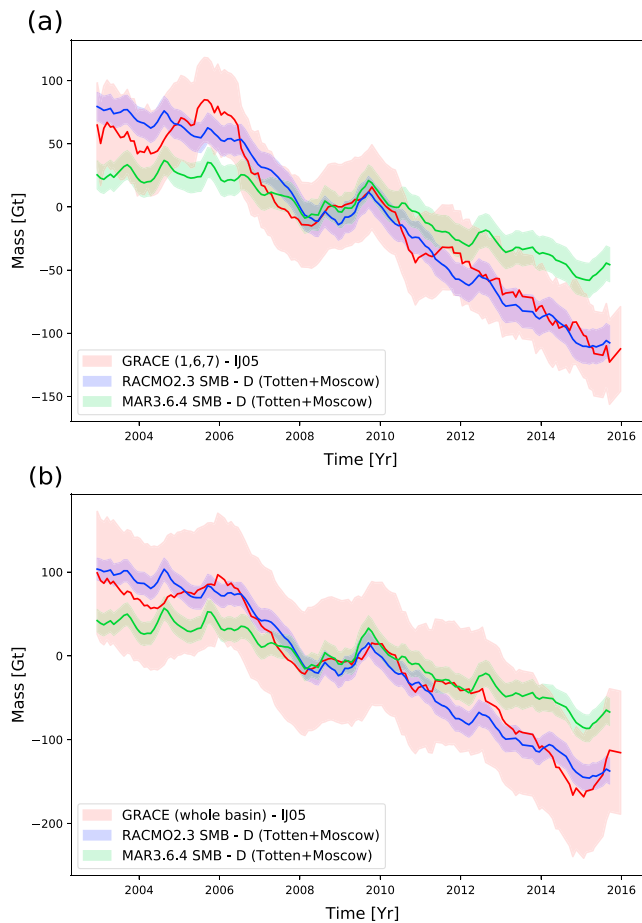 (a)
100
50
0
−50
−100
−150
Mass [Gt]
GRACE (1,6,7) - IJ05
RACMO2.3 SMB - D (Totten+Moscow)
MAR3.6.4 SMB - D (Totten+Moscow)
2004 2006 2008 2010 2012 2014 2016
Time [Yr]
(b)
100
0
−100
−200
Mass [Gt]
GRACE (whole basin) - IJ05
RACMO2.3 SMB - D (Totten+Moscow)
MAR3.6.4 SMB - D (Totten+Moscow)
2004 2006 2008 2010 2012 2014 2016
Time [Yr]